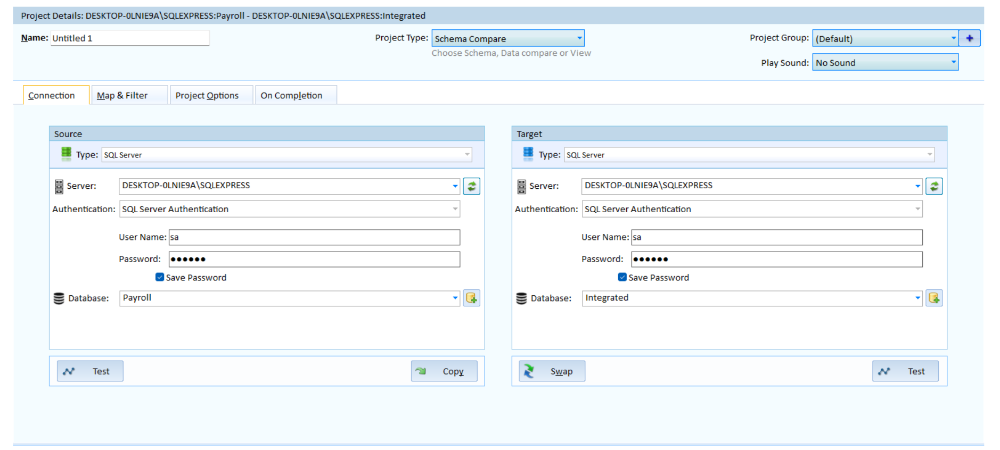 Project Details: DESKTOP-0LNIE9A\SQLEXPRESS:Payroll - DESKTOP-0LNIE9A\SQLEXPRESS:Integrated
Name: Untitled 1
Project Type: Schema Compare
Choose Schema, Data compare or View
Project Group: (Default)
Play Sound: No Sound
Connection Map & Filter Project Options On Completion
Source
Type: SQL Server
Server: DESKTOP-0LNIE9A\SQLEXPRESS
Authentication: SQL Server Authentication
User Name: sa
Password: ●●●●●●
Save Password
Database: Payroll
Test Copy
Target
Type: SQL Server
Server: DESKTOP-0LNIE9A\SQLEXPRESS
Authentication: SQL Server Authentication
User Name: sa
Password: ●●●●●●
Save Password
Database: Integrated
Swap Test